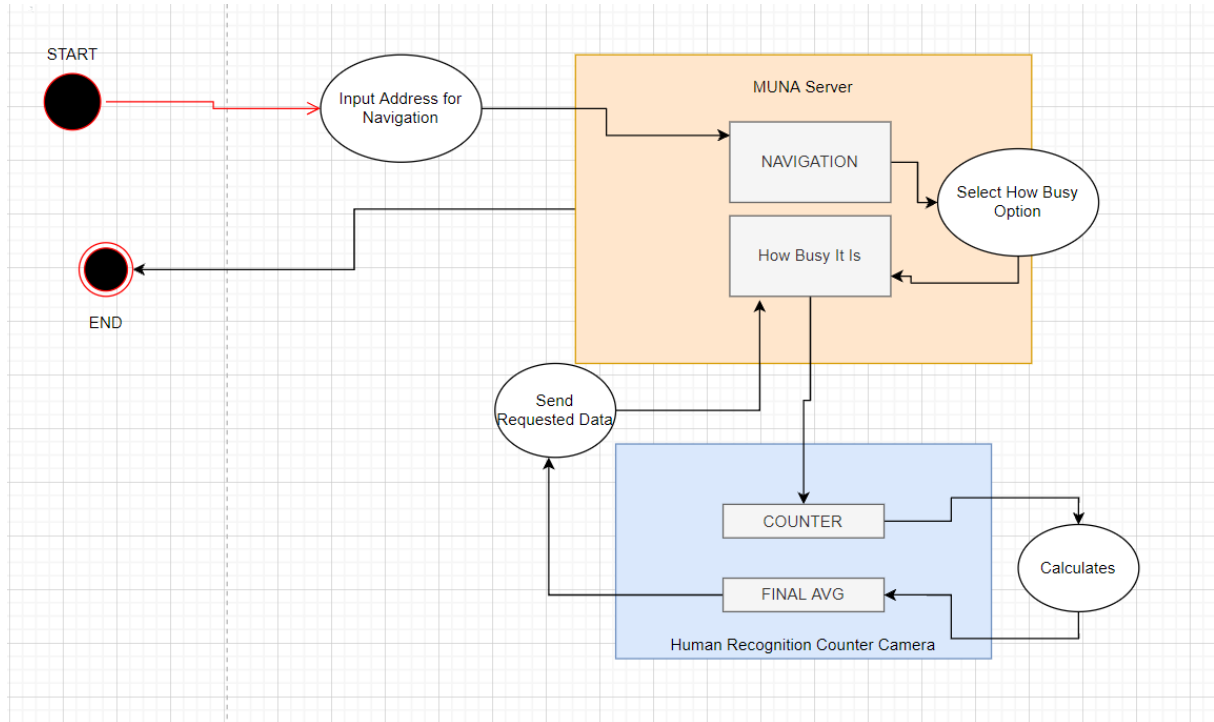 START
Input Address for
Navigation
MUNA Server
NAVIGATION
Select How Busy
Option
How Busy It Is
END
Send
Requested Data
COUNTER
Calculates
FINAL AVG
Human Recognition Counter Camera